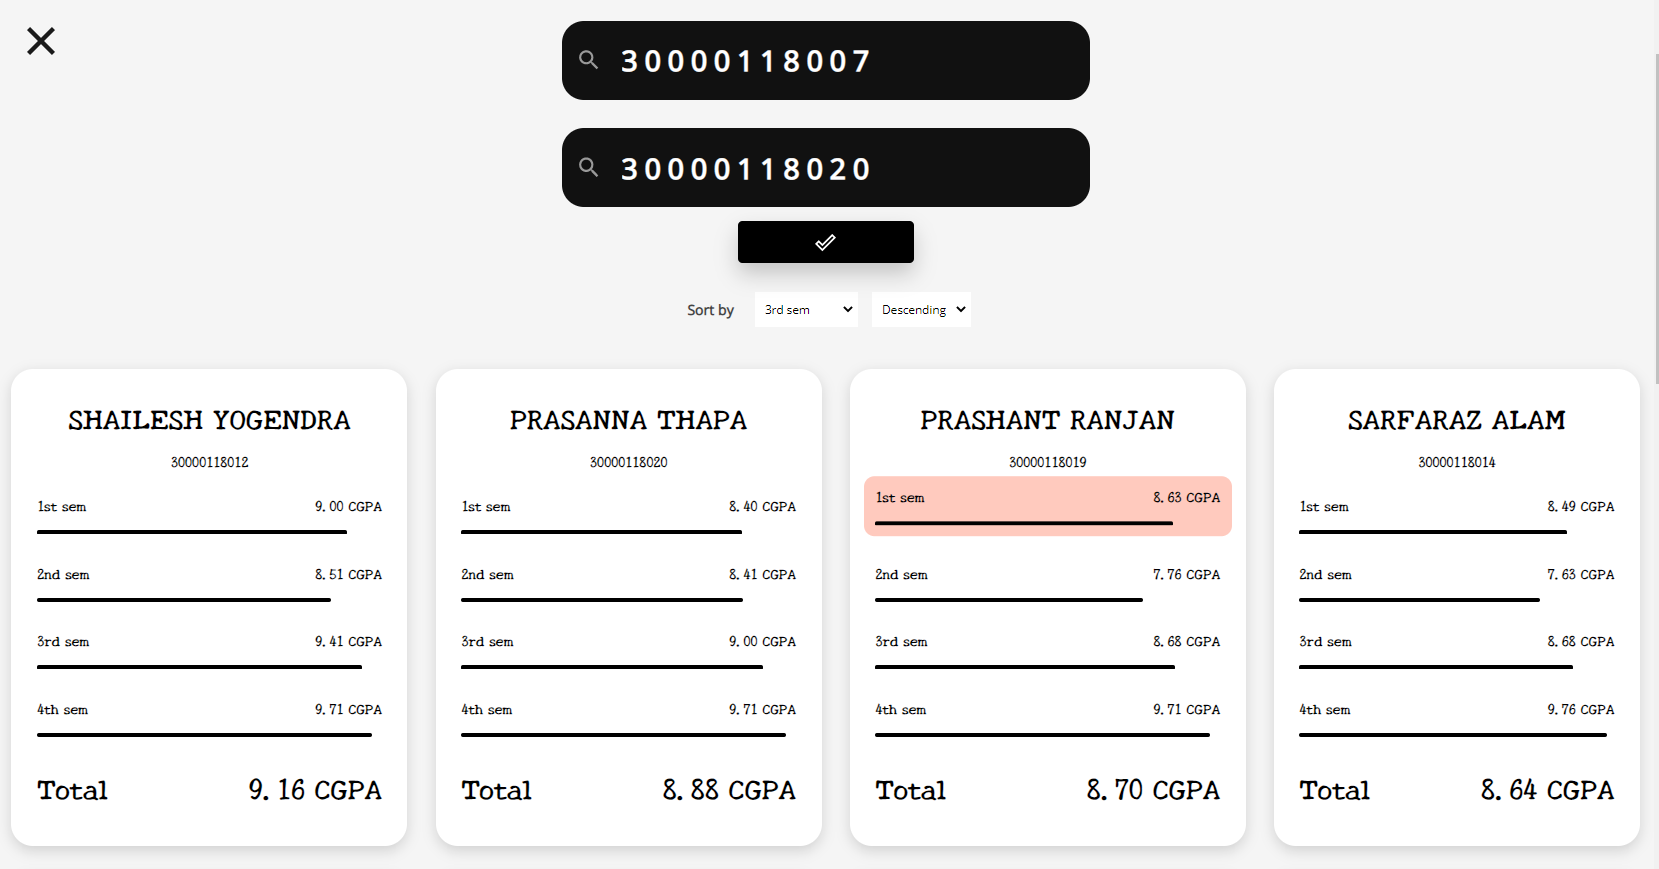 30000118007
30000118020
Sort by 3rd sem Descending
SHAILESH YOGENDRA
30000118012
1st sem 9.00 CGPA
2nd sem 8.51 CGPA
3rd sem 9.41 CGPA
4th sem 9.71 CGPA
Total 9.16 CGPA
PRASANNA THAPA
30000118020
1st sem 8.40 CGPA
2nd sem 8.41 CGPA
3rd sem 9.00 CGPA
4th sem 9.71 CGPA
Total 8.88 CGPA
PRASHANT RANJAN
30000118019
1st sem 8.63 CGPA
2nd sem 7.76 CGPA
3rd sem 8.68 CGPA
4th sem 9.71 CGPA
Total 8.70 CGPA
SARFARAZ ALAM
30000118014
1st sem 8.49 CGPA
2nd sem 7.63 CGPA
3rd sem 8.68 CGPA
4th sem 9.76 CGPA
Total 8.64 CGPA